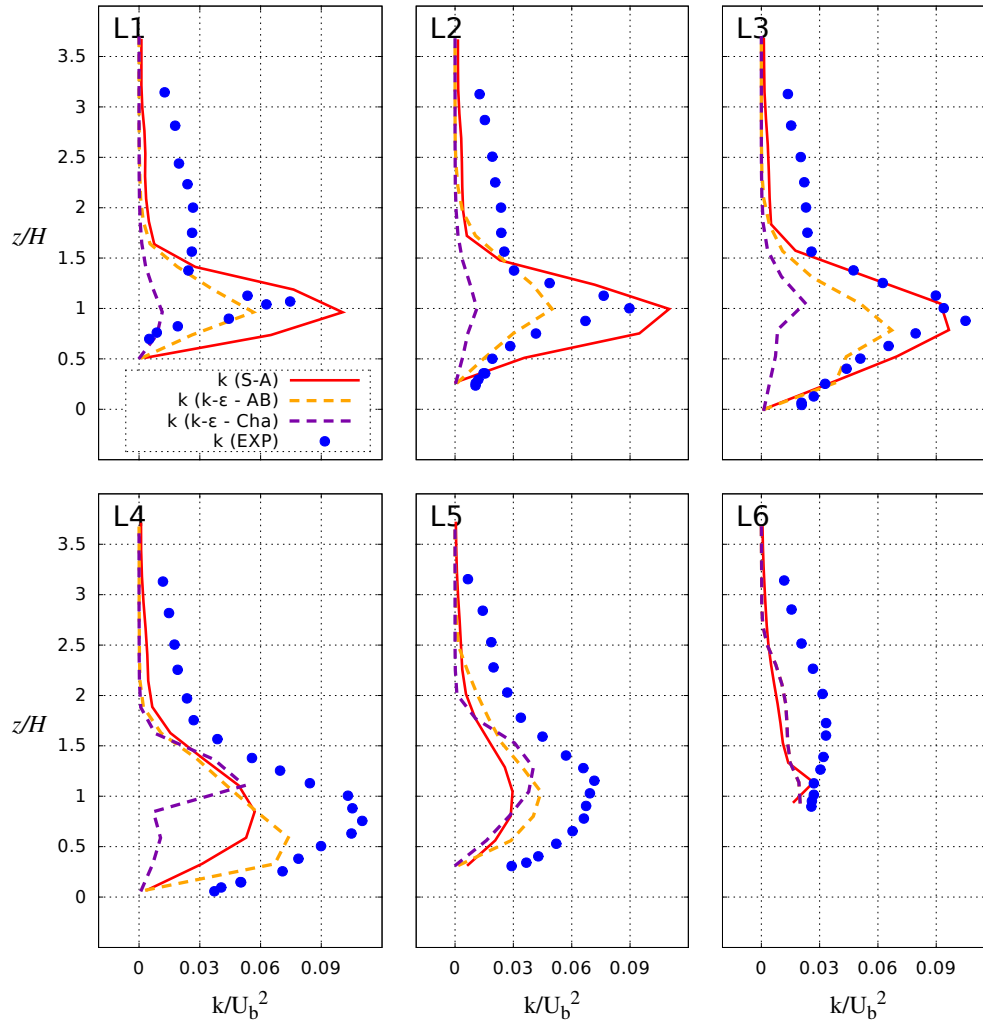 L1 L2 L3
3.5
3
2.5
2
z/H
1.5
1
0.5
0
k (S-A)
k (k-ε - AB)
k (k-ε - Cha)
k (EXP)
L4 L5 L6
3.5
3
2.5
2
z/H
1.5
1
0.5
0
0 0.03 0.06 0.09 0 0.03 0.06 0.09 0 0.03 0.06 0.09
k/U_b^2 k/U_b^2 k/U_b^2